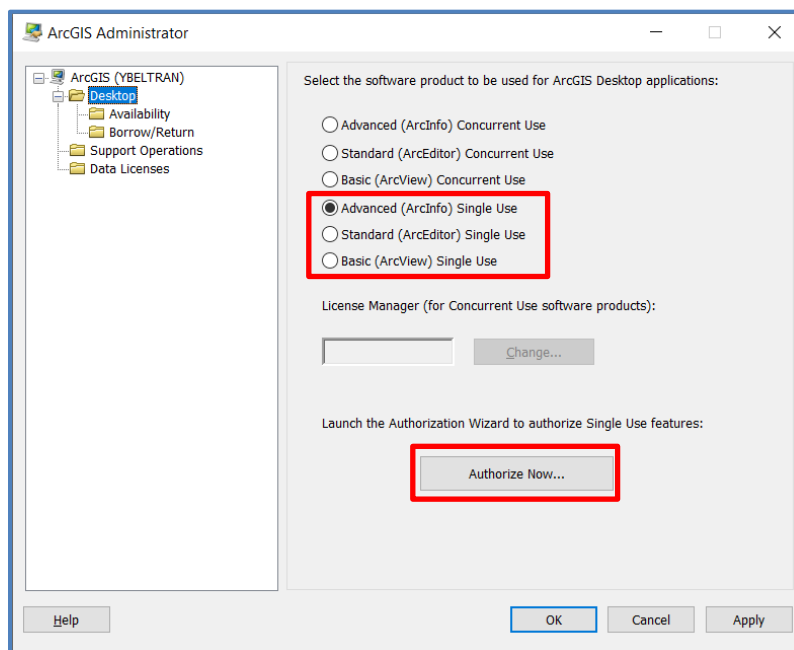 ArcGIS Administrator
ArcGIS (YBELTRAN)
Desktop
Availability
Borrow/Return
Support Operations
Data Licenses
Select the software product to be used for ArcGIS Desktop applications:
Advanced (ArcInfo) Concurrent Use
Standard (ArcEditor) Concurrent Use
Basic (ArcView) Concurrent Use
Advanced (ArcInfo) Single Use
Standard (ArcEditor) Single Use
Basic (ArcView) Single Use
License Manager (for Concurrent Use software products):
Change...
Launch the Authorization Wizard to authorize Single Use features:
Authorize Now...
Help
OK
Cancel
Apply